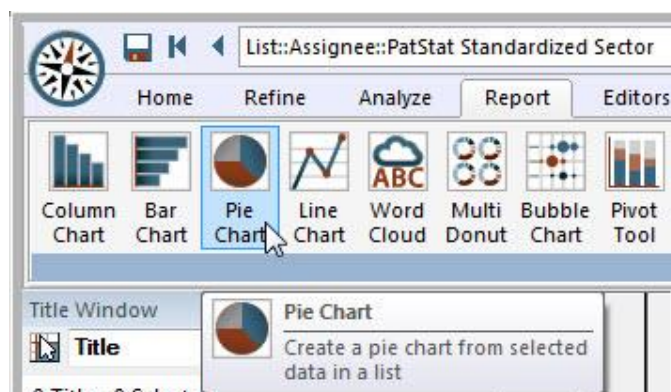 List::Assignee::PatStat Standardized Sector
Home Refine Analyze Report Editors
Column Chart
Bar Chart
Pie Chart
Line Chart
ABC
Word Cloud
Multi Donut
Bubble Chart
Pivot Tool
Title Window
Title
Pie Chart
Create a pie chart from selected
data in a list